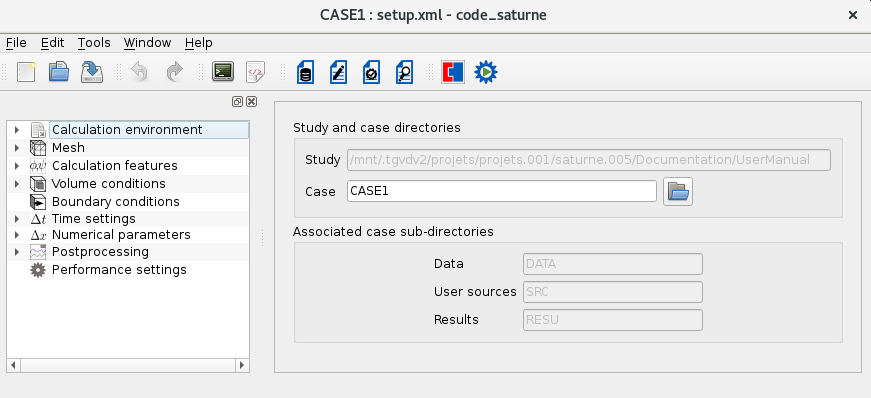 CASE1 : setup.xml - code_saturne
File Edit Tools Window Help
Calculation environment
Mesh
Calculation features
Volume conditions
Boundary conditions
Δt Time settings
Δx Numerical parameters
Postprocessing
Performance settings
Study and case directories
Study /mnt/.tgvdv2/projets/projets.001/saturne.005/Documentation/UserManual
Case CASE1
Associated case sub-directories
Data DATA
User sources SRC
Results RESU